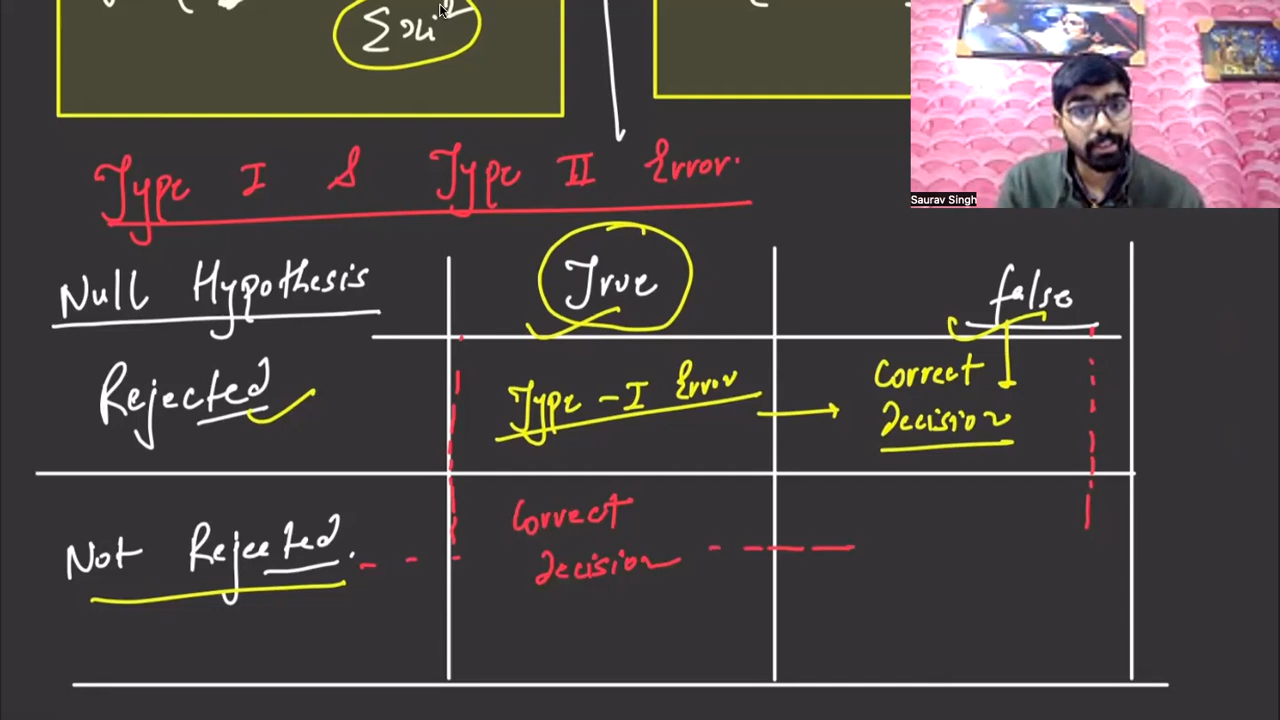 Σxi²
Saurav Singh
Type I & Type II Error.
Null Hypothesis
True
false
Rejected
Type-I Error
Correct
decision
Not Rejected.
Correct
decision